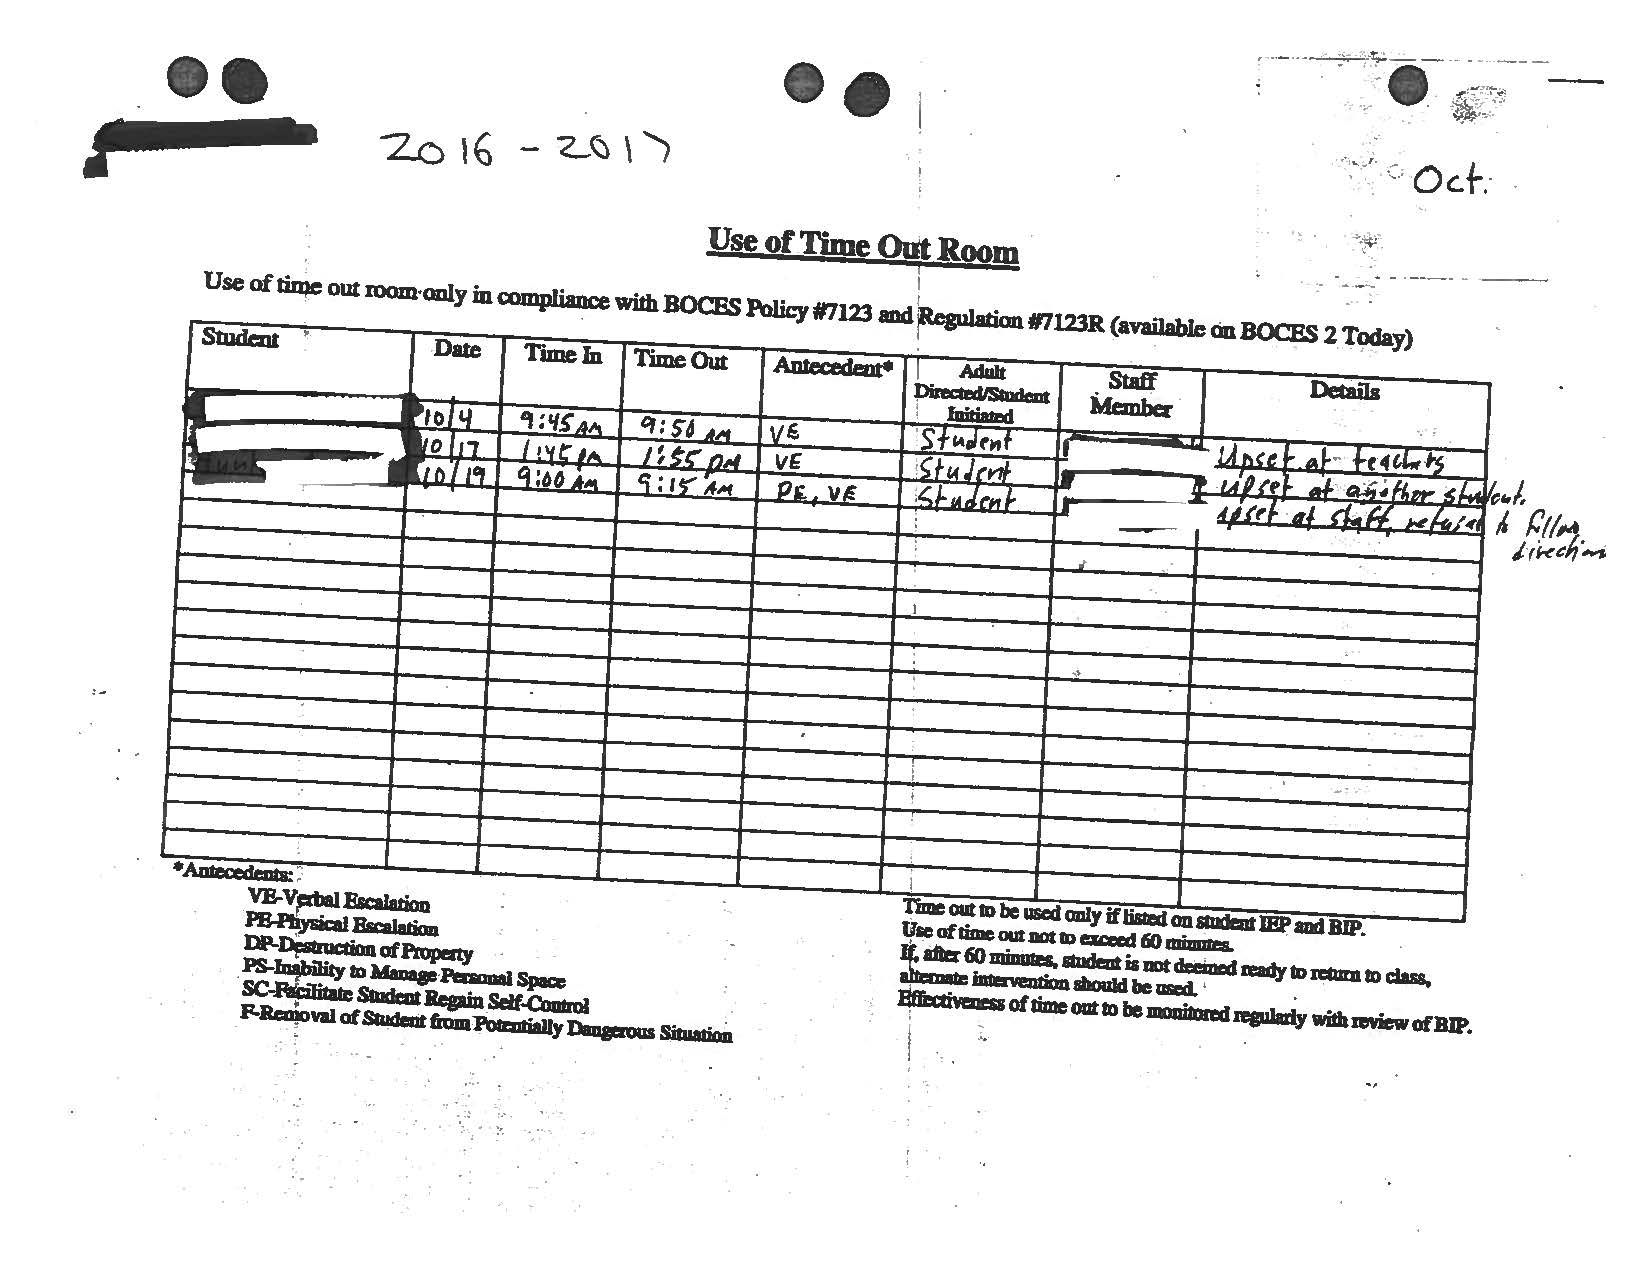 2016 - 2017
Oct.
Use of Time Out Room
Use of time out room only in compliance with BOCES Policy #7123 and Regulation #7123R (available on BOCES 2 Today)
Student Date Time In Time Out Antecedent* Adult Directed/Student Initiated Staff Member Details
10/4 9:45 AM 9:50 AM VE Student Upset at teachers
10/17 1:45 PM 1:55 PM VE Student upset at another student.
10/19 9:00 AM 9:15 AM PE, VE Student upset at staff, refusal to follow
direction
*Antecedents:
VE-Verbal Escalation
PE-Physical Escalation
DP-Destruction of Property
PS-Inability to Manage Personal Space
SC-Facilitate Student Regain Self-Control
F-Removal of Student from Potentially Dangerous Situation
Time out to be used only if listed on student IEP and BIP.
Use of time out not to exceed 60 minutes.
If, after 60 minutes, student is not deemed ready to return to class,
alternate intervention should be used.
Effectiveness of time out to be monitored regularly with review of BIP.